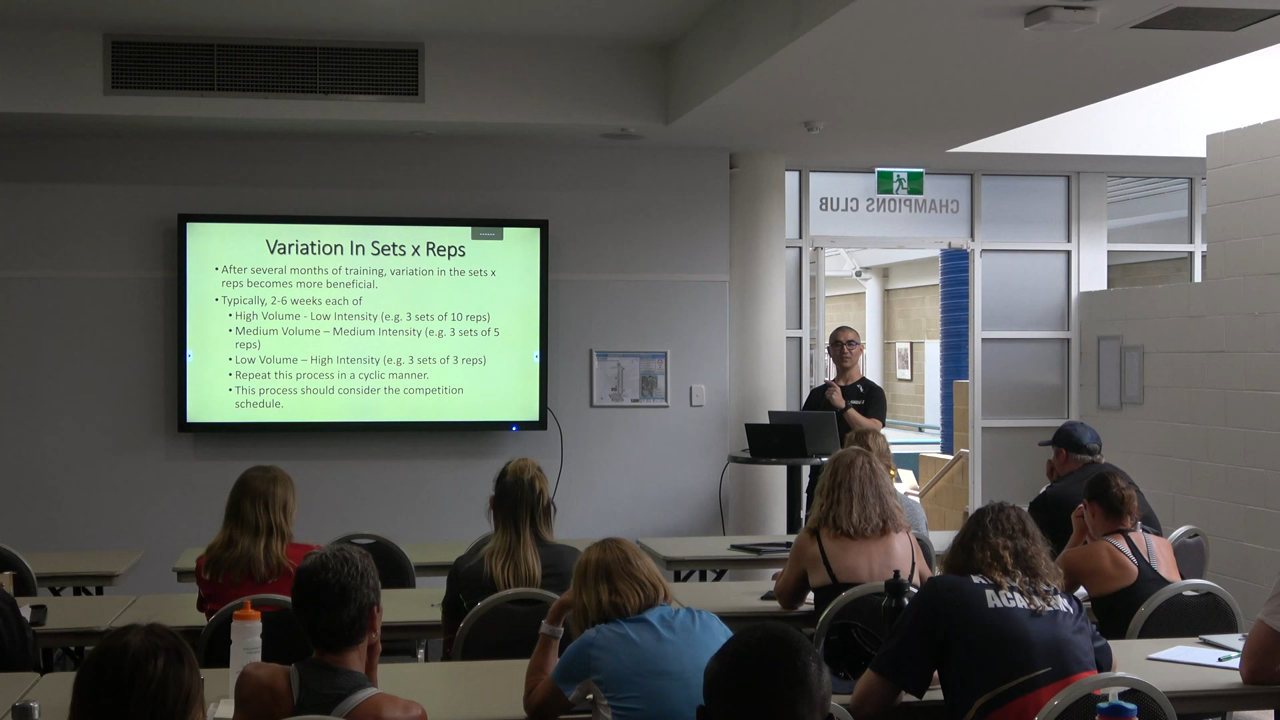 Variation In Sets x Reps
• After several months of training, variation in the sets x
reps becomes more beneficial.
• Typically, 2-6 weeks each of
• High Volume - Low Intensity (e.g. 3 sets of 10 reps)
• Medium Volume – Medium Intensity (e.g. 3 sets of 5
reps)
• Low Volume – High Intensity (e.g. 3 sets of 3 reps)
• Repeat this process in a cyclic manner.
• This process should consider the competition
schedule.
CHAMPIONS CLUB